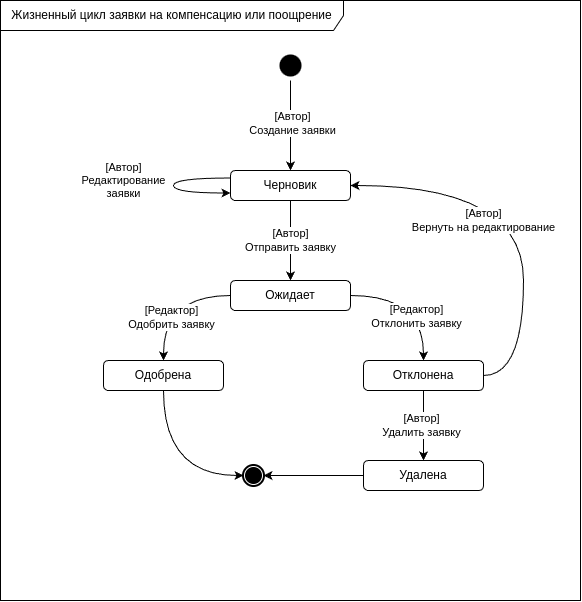 Жизненный цикл заявки на компенсацию или поощрение
[Автор]
Создание заявки
[Автор]
Редактирование
заявки
Черновик
[Автор]
Вернуть на редактирование
[Автор]
Отправить заявку
Ожидает
[Редактор]
Одобрить заявку
[Редактор]
Отклонить заявку
Одобрена
Отклонена
[Автор]
Удалить заявку
Удалена